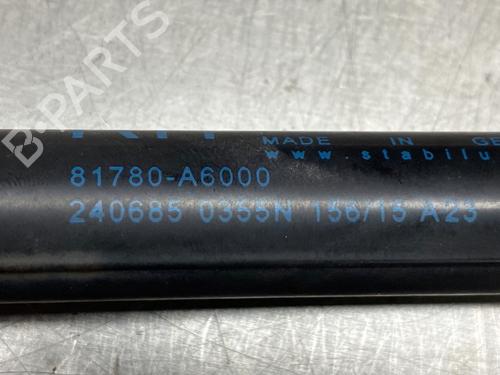 B-PARTS
MADE IN GE
www.stabilu
81780-A6000
240685 0355N 156/15 A23